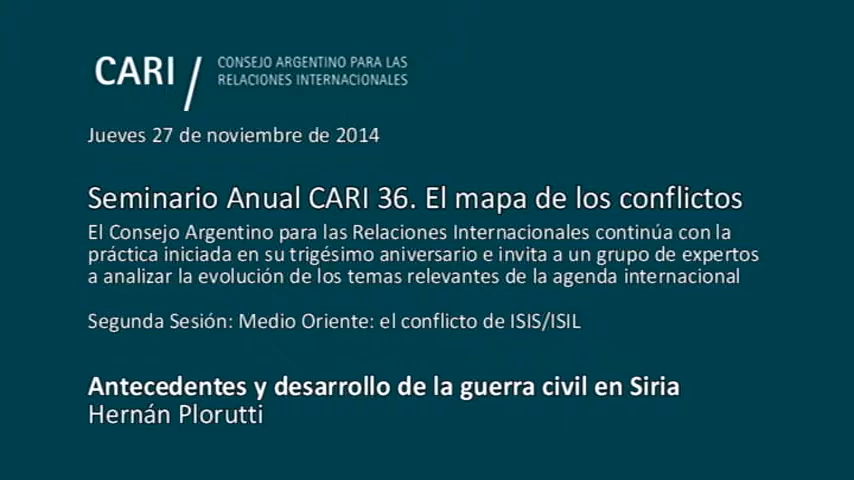 CARI / CONSEJO ARGENTINO PARA LAS
RELACIONES INTERNACIONALES
Jueves 27 de noviembre de 2014
Seminario Anual CARI 36. El mapa de los conflictos
El Consejo Argentino para las Relaciones Internacionales continúa con la
práctica iniciada en su trigésimo aniversario e invita a un grupo de expertos
a analizar la evolución de los temas relevantes de la agenda internacional
Segunda Sesión: Medio Oriente: el conflicto de ISIS/ISIL
Antecedentes y desarrollo de la guerra civil en Siria
Hernán Plorutti